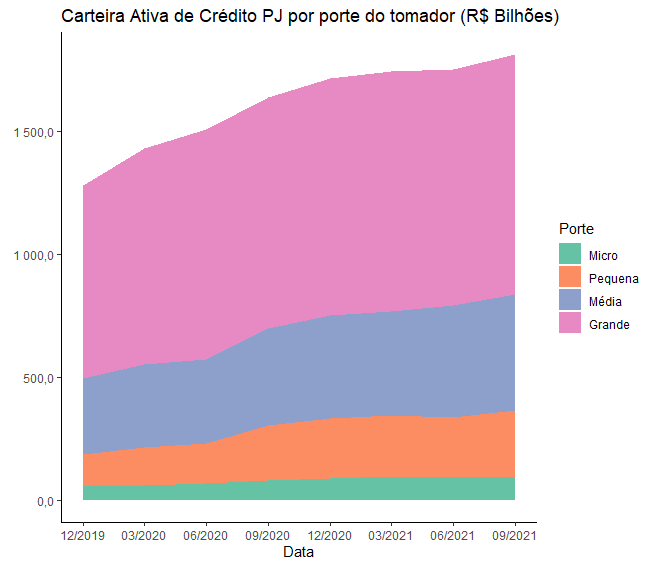 Carteira Ativa de Crédito PJ por porte do tomador (R$ Bilhões)
1 500,0
1 000,0
500,0
0,0
12/2019 03/2020 06/2020 09/2020 12/2020 03/2021 06/2021 09/2021
Data
Porte
Micro
Pequena
Média
Grande